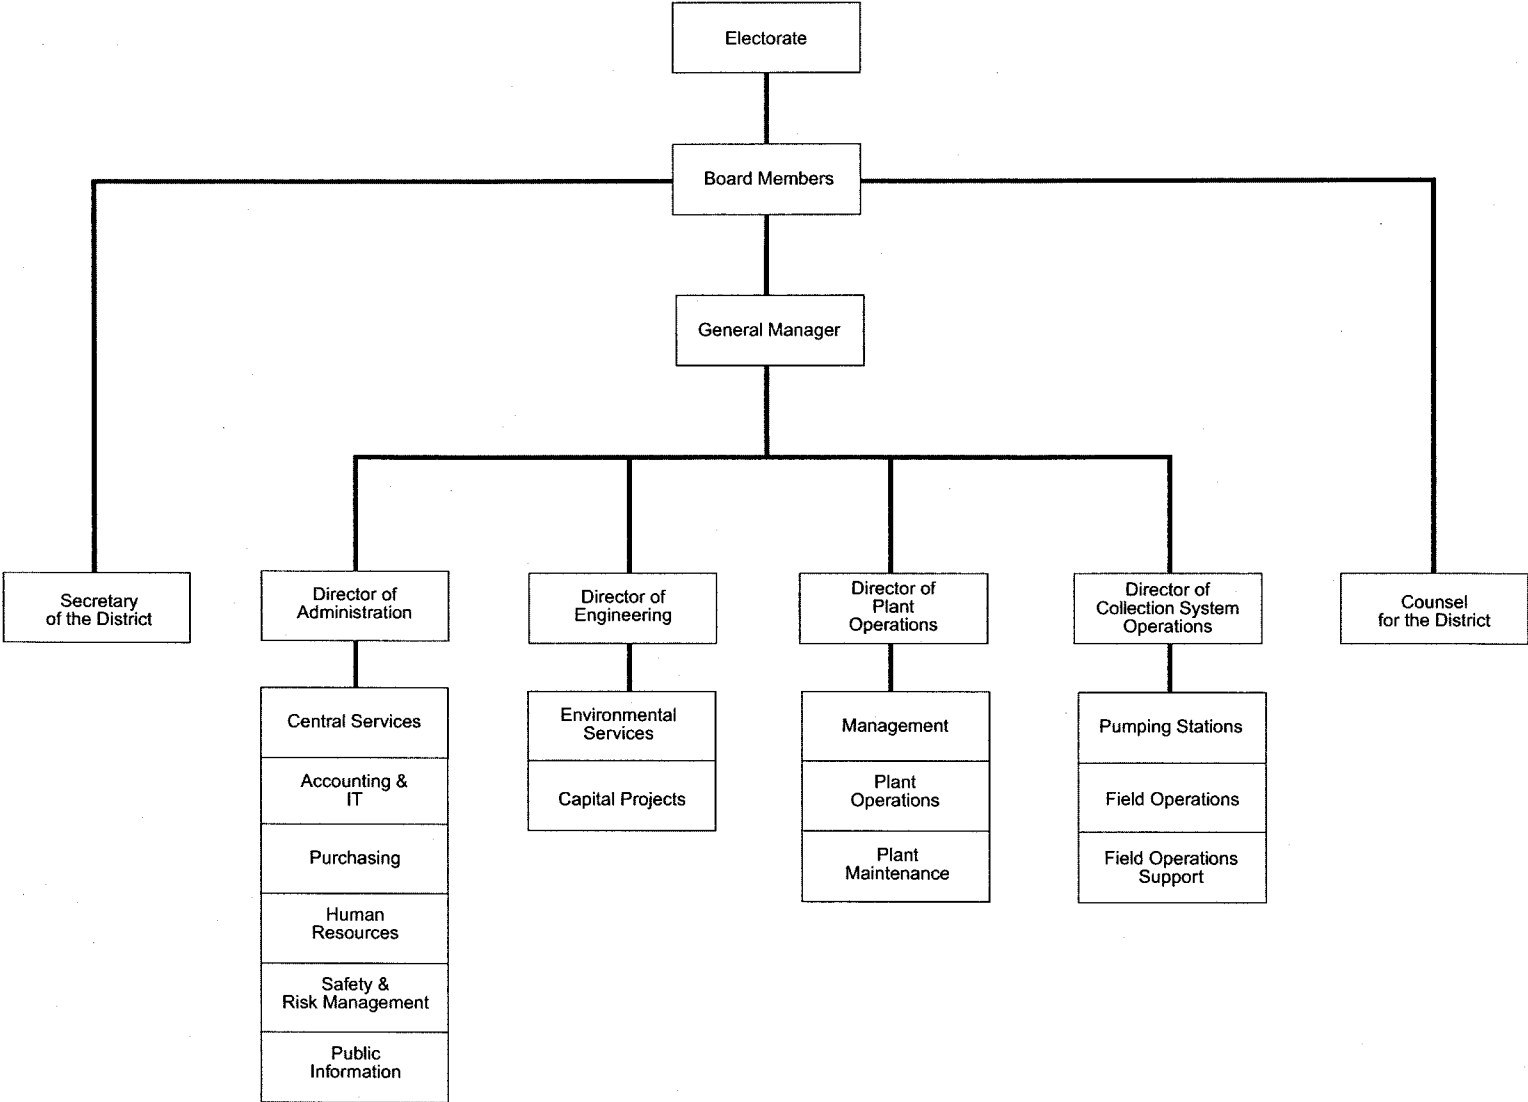 Electorate
Board Members
General Manager
Secretary
of the District
Director of
Administration
Director of
Engineering
Director of
Plant
Operations
Director of
Collection System
Operations
Counsel
for the District
Central Services
Accounting &
IT
Purchasing
Human
Resources
Safety &
Risk Management
Public
Information
Environmental
Services
Capital Projects
Management
Plant
Operations
Plant
Maintenance
Pumping Stations
Field Operations
Field Operations
Support